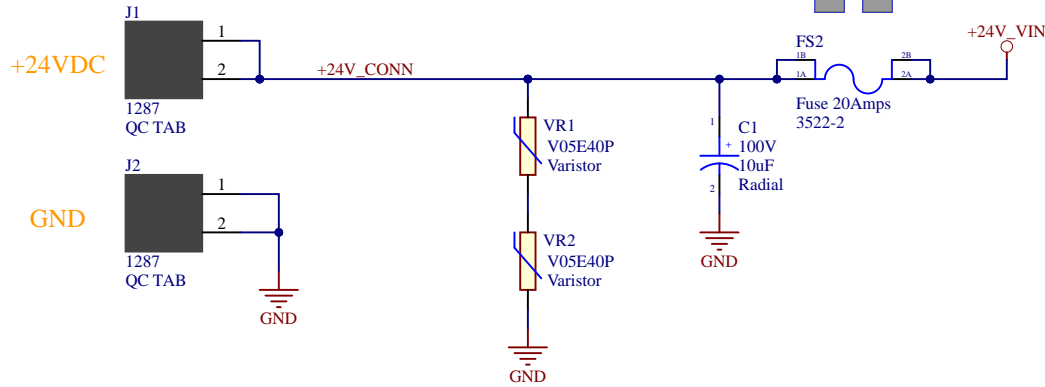 J1
+24VDC
1
2
1287
QC TAB
J2
GND
1
2
1287
QC TAB
GND
+24V_CONN
VR1
V05E40P
Varistor
VR2
V05E40P
Varistor
GND
1
C1
+
100V
10uF
2
Radial
GND
FS2
1B
1A
2B
2A
Fuse 20Amps
3522-2
+24V_VIN